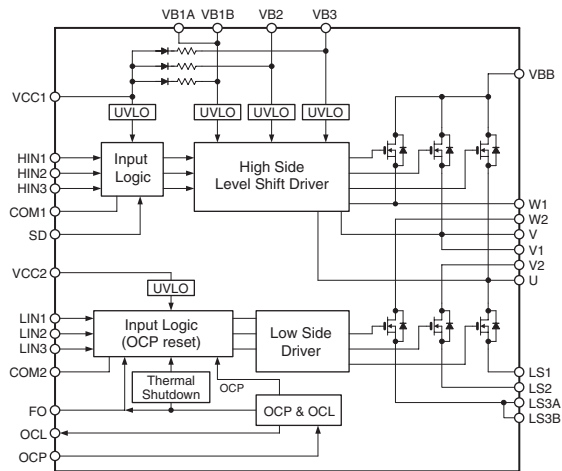 VB1A VB1B VB2 VB3
VBB
VCC1
UVLO UVLO UVLO UVLO
HIN1
HIN2
HIN3
Input
Logic
High Side
Level Shift Driver
COM1
SD
W1
W2
V
V1
V2
U
VCC2
UVLO
LIN1
LIN2
LIN3
Input Logic
(OCP reset)
Low Side
Driver
COM2
Thermal
Shutdown
OCP
OCP & OCL
FO
OCL
OCP
LS1
LS2
LS3A
LS3B